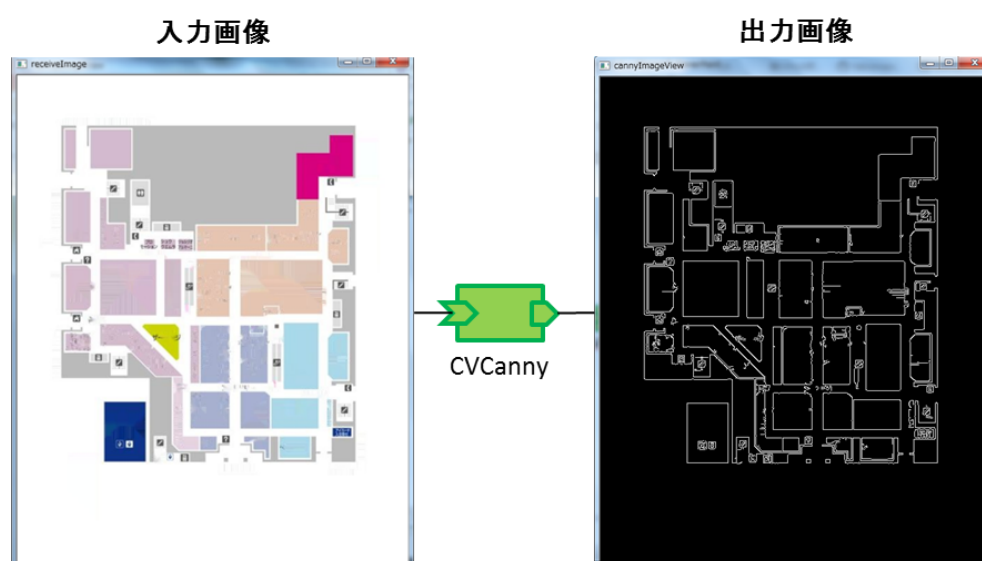 入力画像
出力画像
receiveImage
cannyImageView
CVCanny